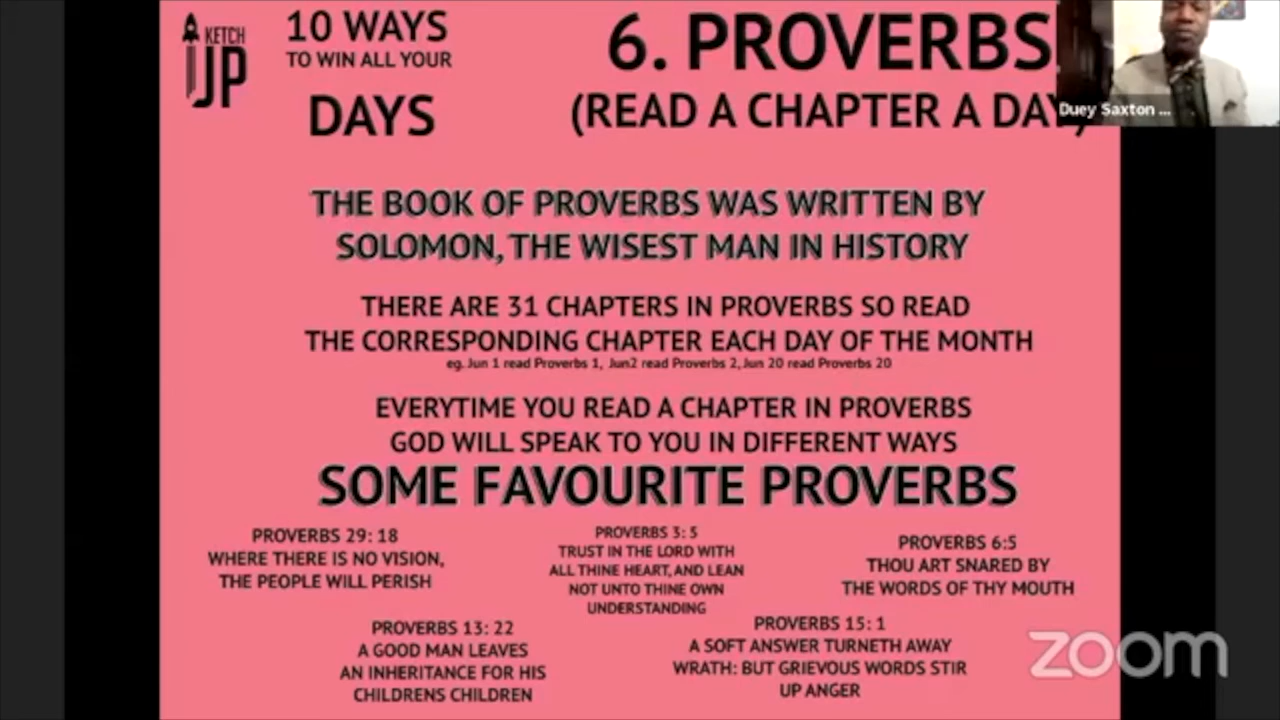 KETCH
UP
10 WAYS
TO WIN ALL YOUR
DAYS
6. PROVERBS
(READ A CHAPTER A DAY)
Duey Saxton ...
THE BOOK OF PROVERBS WAS WRITTEN BY
SOLOMON, THE WISEST MAN IN HISTORY
THERE ARE 31 CHAPTERS IN PROVERBS SO READ
THE CORRESPONDING CHAPTER EACH DAY OF THE MONTH
eg. Jun 1 read Proverbs 1, Jun2 read Proverbs 2, Jun 20 read Proverbs 20
EVERYTIME YOU READ A CHAPTER IN PROVERBS
GOD WILL SPEAK TO YOU IN DIFFERENT WAYS
SOME FAVOURITE PROVERBS
PROVERBS 29: 18
WHERE THERE IS NO VISION,
THE PEOPLE WILL PERISH
PROVERBS 3: 5
TRUST IN THE LORD WITH
ALL THINE HEART, AND LEAN
NOT UNTO THINE OWN
UNDERSTANDING
PROVERBS 6:5
THOU ART SNARED BY
THE WORDS OF THY MOUTH
PROVERBS 13: 22
A GOOD MAN LEAVES
AN INHERITANCE FOR HIS
CHILDRENS CHILDREN
PROVERBS 15: 1
A SOFT ANSWER TURNETH AWAY
WRATH: BUT GRIEVOUS WORDS STIR
UP ANGER
zoom